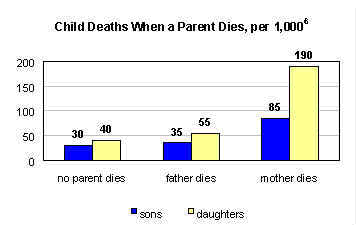 Child Deaths When a Parent Dies, per 1,000⁶
200
150
100
50
0
30
40
35
55
85
190
no parent dies
father dies
mother dies
sons
daughters